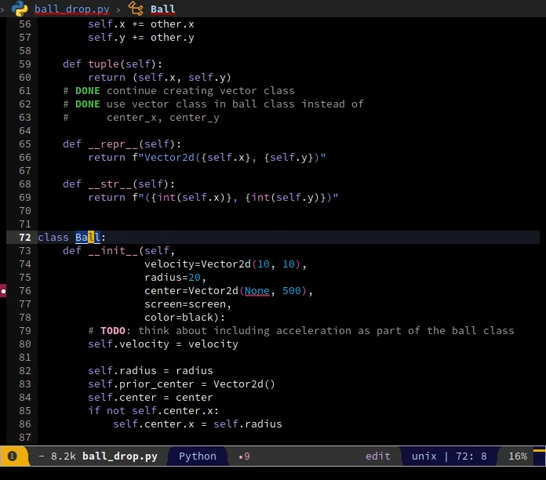 ball_drop.py › Ball
56 self.x += other.x
57 self.y += other.y
58
59 def tuple(self):
60 return (self.x, self.y)
61 # DONE continue creating vector class
62 # DONE use vector class in ball class instead of
63 # center_x, center_y
64
65 def __repr__(self):
66 return f"Vector2d({self.x}, {self.y})"
67
68 def __str__(self):
69 return f"({int(self.x)}, {int(self.y)})"
70
71
72 class Ball:
73 def __init__(self,
74 velocity=Vector2d(10, 10),
75 radius=20,
76 center=Vector2d(None, 500),
77 screen=screen,
78 color=black):
79 # TODO: think about including acceleration as part of the ball class
80 self.velocity = velocity
81
82 self.radius = radius
83 self.prior_center = Vector2d()
84 self.center = center
85 if not self.center.x:
86 self.center.x = self.radius
87
- 8.2k ball_drop.py Python •9 edit unix | 72: 8 16%